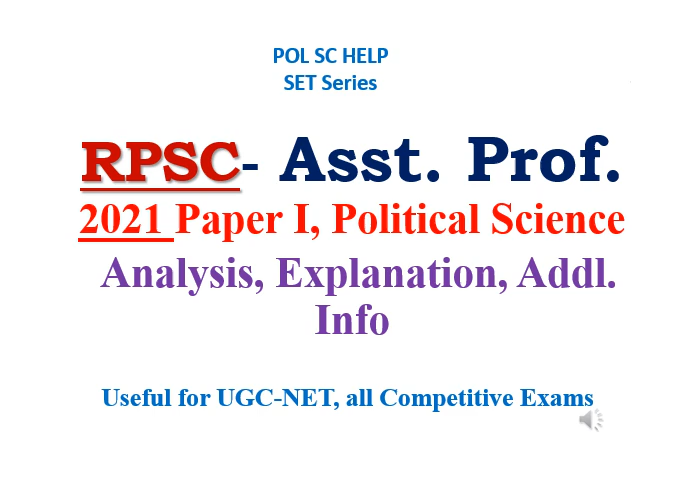 POL SC HELP
SET Series
RPSC- Asst. Prof.
2021 Paper I, Political Science
Analysis, Explanation, Addl.
Info
Useful for UGC-NET, all Competitive Exams